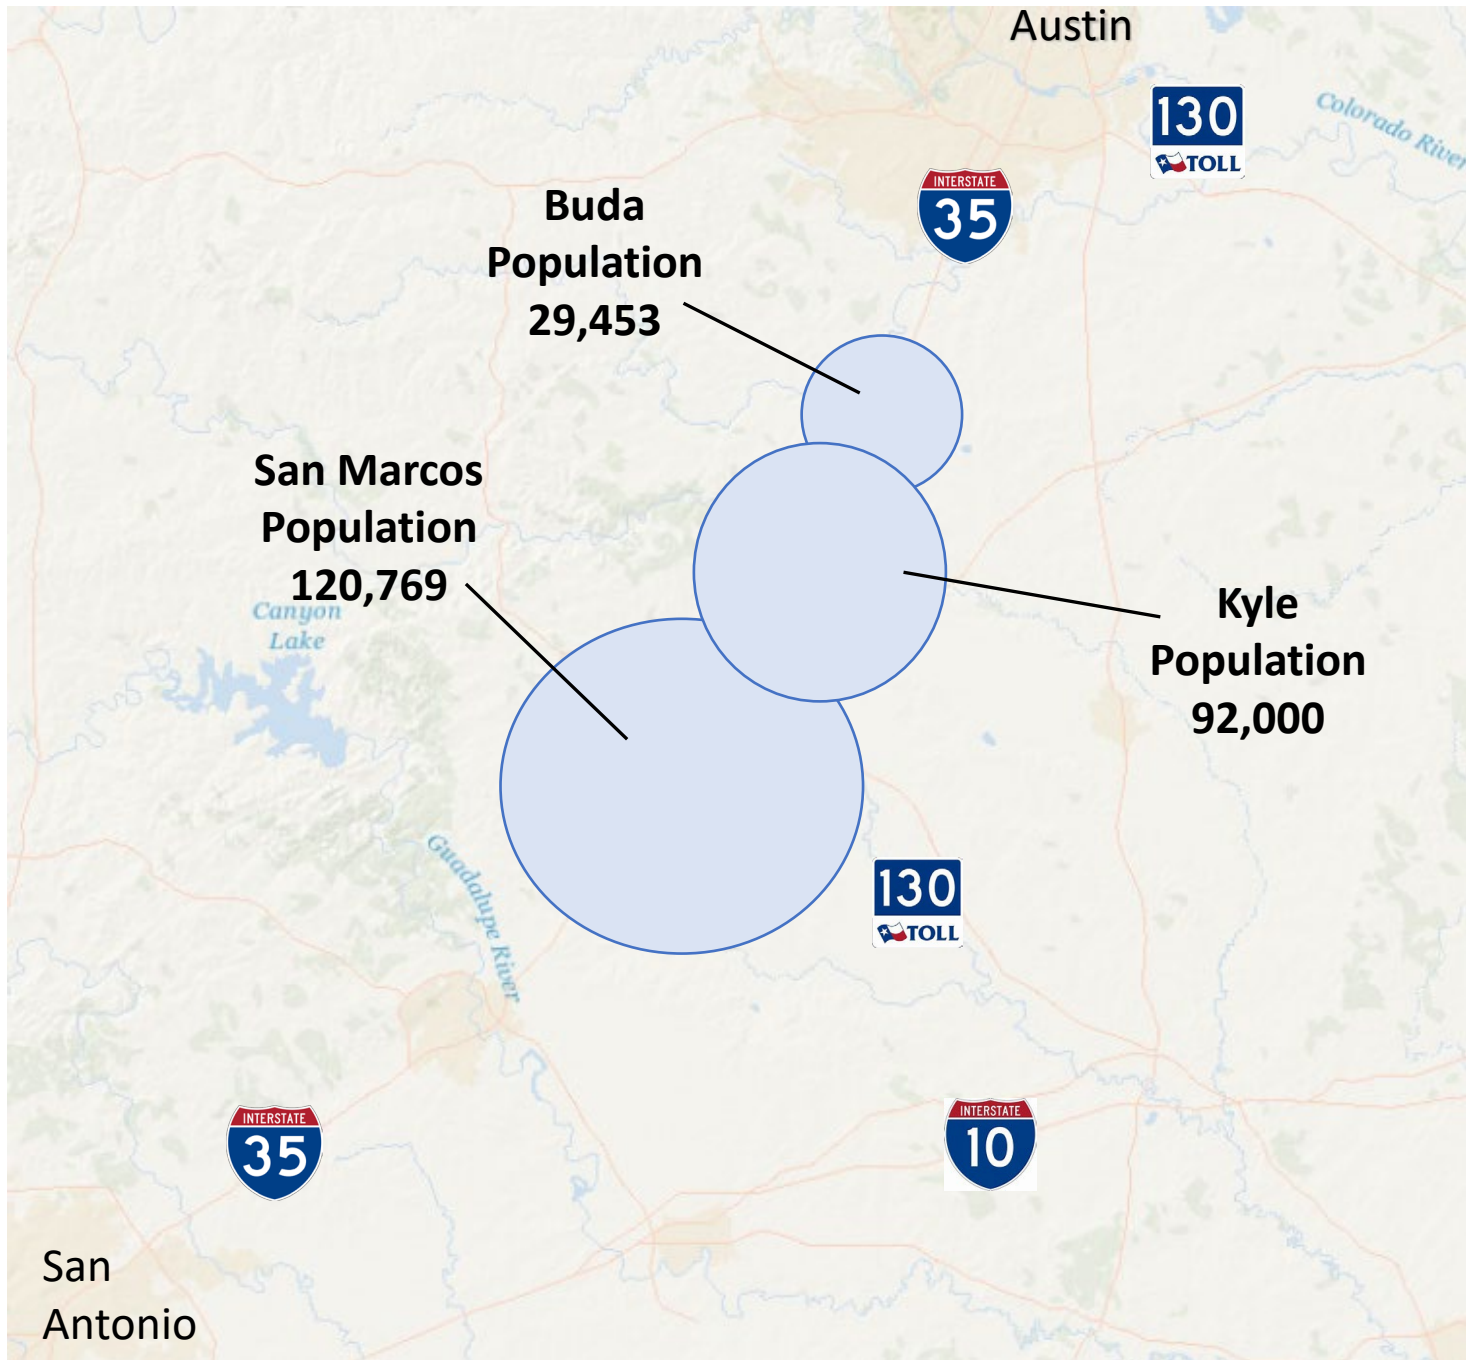 Austin
130
TOLL
Colorado River
INTERSTATE
35
Buda
Population
29,453
San Marcos
Population
120,769
Canyon
Lake
Kyle
Population
92,000
Guadalupe River
130
TOLL
INTERSTATE
35
INTERSTATE
10
San
Antonio